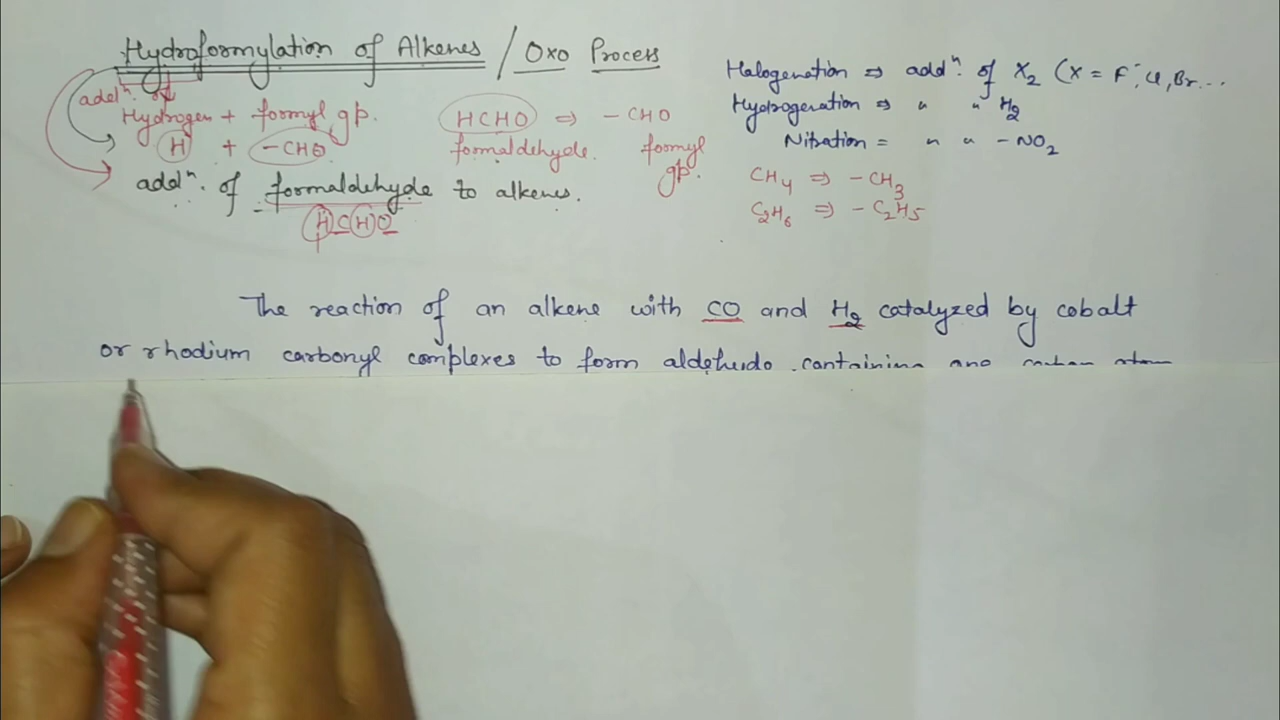 Hydroformylation of Alkenes / Oxo Process
addn. of
Hydrogen + formyl gp.
H + -CHO
HCHO ⇒ -CHO
formaldehyde. formyl gp.
addn. of formaldehyde to alkenes.
HCHO
Halogenation ⇒ addn. of X2 (X = F, Cl, Br...
Hydrogenation ⇒ " " H2
Nitration = " " -NO2
CH4 ⇒ -CH3
C2H6 ⇒ -C2H5
The reaction of an alkene with CO and H2 catalyzed by cobalt
or rhodium carbonyl complexes to form